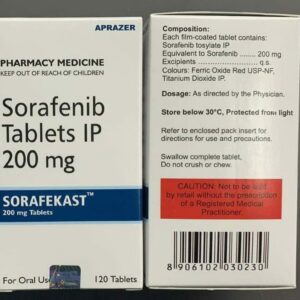 APRAZER
PHARMACY MEDICINE
KEEP OUT OF REACH OF CHILDREN
Sorafenib
Tablets IP
200 mg
SORAFEKAST™
200 mg Tablets
For Oral Use
120 Tablets
Composition:
Each film-coated tablet contains:
Sorafenib tosylate IP
Equivalent to Sorafenib ........ 200 mg
Excipients ........ q.s.
Colours: Ferric Oxide Red USP-NF,
Titanium Dioxide IP.
Dosage: As directed by the Physician.
Store below 30°C, Protected from light
Refer to enclosed pack insert for
directions for use and dosage.
Swallow complete tablet,
Do not crush or chew.
CAUTION: Not to be sold by
retail without the prescription of
a Registered Medical
Practitioner.
8 906102 030230